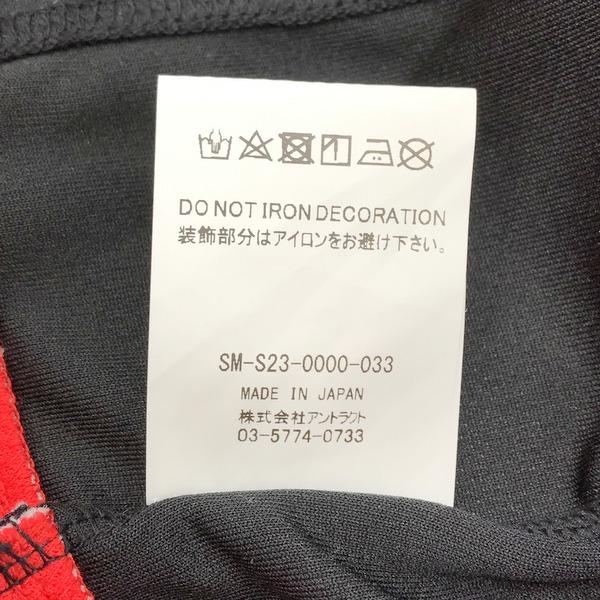 DO NOT IRON DECORATION
装飾部分はアイロンをお避け下さい。
SM-S23-0000-033
MADE IN JAPAN
株式会社アントラクト
03-5774-0733